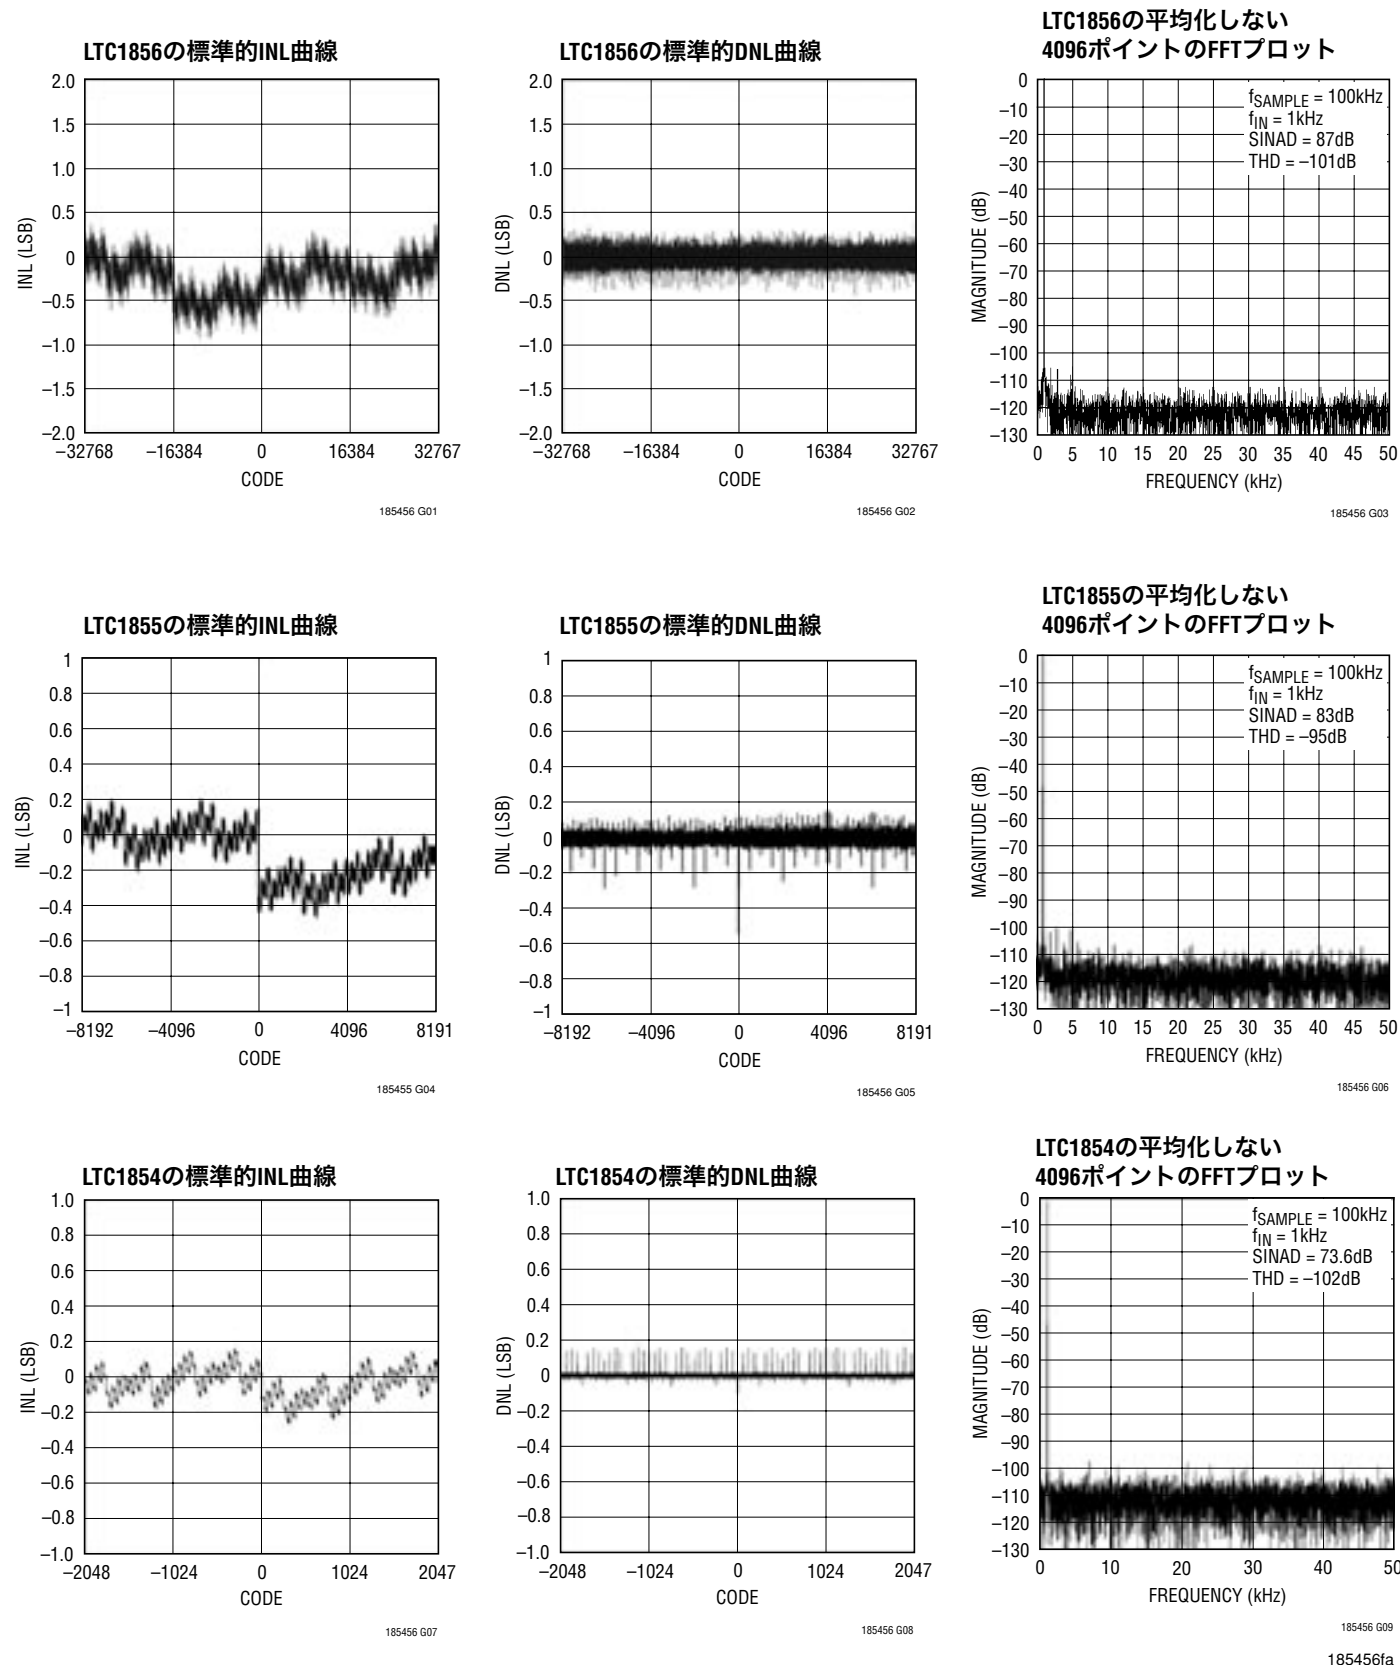 LTC1856の標準的INL曲線
2.0
1.5
1.0
0.5
0
–0.5
–1.0
–1.5
–2.0
INL (LSB)
–32768 –16384 0 16384 32767
CODE
185456 G01
LTC1856の標準的DNL曲線
2.0
1.5
1.0
0.5
0
–0.5
–1.0
–1.5
–2.0
DNL (LSB)
–32768 –16384 0 16384 32767
CODE
185456 G02
LTC1856の平均化しない
4096ポイントのFFTプロット
0
–10
–20
–30
–40
–50
–60
–70
–80
–90
–100
–110
–120
–130
MAGNITUDE (dB)
fSAMPLE = 100kHz
fIN = 1kHz
SINAD = 87dB
THD = –101dB
0 5 10 15 20 25 30 35 40 45 50
FREQUENCY (kHz)
185456 G03
LTC1855の標準的INL曲線
1
0.8
0.6
0.4
0.2
0
–0.2
–0.4
–0.6
–0.8
–1
INL (LSB)
–8192 –4096 0 4096 8191
CODE
185455 G04
LTC1855の標準的DNL曲線
1
0.8
0.6
0.4
0.2
0
–0.2
–0.4
–0.6
–0.8
–1
DNL (LSB)
–8192 –4096 0 4096 8191
CODE
185456 G05
LTC1855の平均化しない
4096ポイントのFFTプロット
0
–10
–20
–30
–40
–50
–60
–70
–80
–90
–100
–110
–120
–130
MAGNITUDE (dB)
fSAMPLE = 100kHz
fIN = 1kHz
SINAD = 83dB
THD = –95dB
0 5 10 15 20 25 30 35 40 45 50
FREQUENCY (kHz)
185456 G06
LTC1854の標準的INL曲線
1.0
0.8
0.6
0.4
0.2
0
–0.2
–0.4
–0.6
–0.8
–1.0
INL (LSB)
–2048 –1024 0 1024 2047
CODE
185456 G07
LTC1854の標準的DNL曲線
1.0
0.8
0.6
0.4
0.2
0
–0.2
–0.4
–0.6
–0.8
–1.0
DNL (LSB)
–2048 –1024 0 1024 2047
CODE
185456 G08
LTC1854の平均化しない
4096ポイントのFFTプロット
0
–10
–20
–30
–40
–50
–60
–70
–80
–90
–100
–110
–120
–130
MAGNITUDE (dB)
fSAMPLE = 100kHz
fIN = 1kHz
SINAD = 73.6dB
THD = –102dB
0 10 20 30 40 50
FREQUENCY (kHz)
185456 G09
185456fa